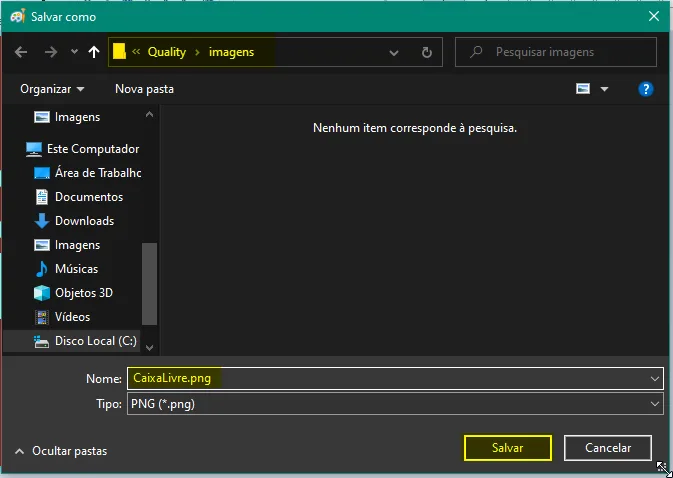 Salvar como
« Quality › imagens
Pesquisar imagens
Organizar
Nova pasta
?
Imagens
Este Computador
Área de Trabalho
Documentos
Downloads
Imagens
Músicas
Objetos 3D
Vídeos
Disco Local (C:)
Nenhum item corresponde à pesquisa.
Nome: CaixaLivre.png
Tipo: PNG (*.png)
Ocultar pastas
Salvar
Cancelar